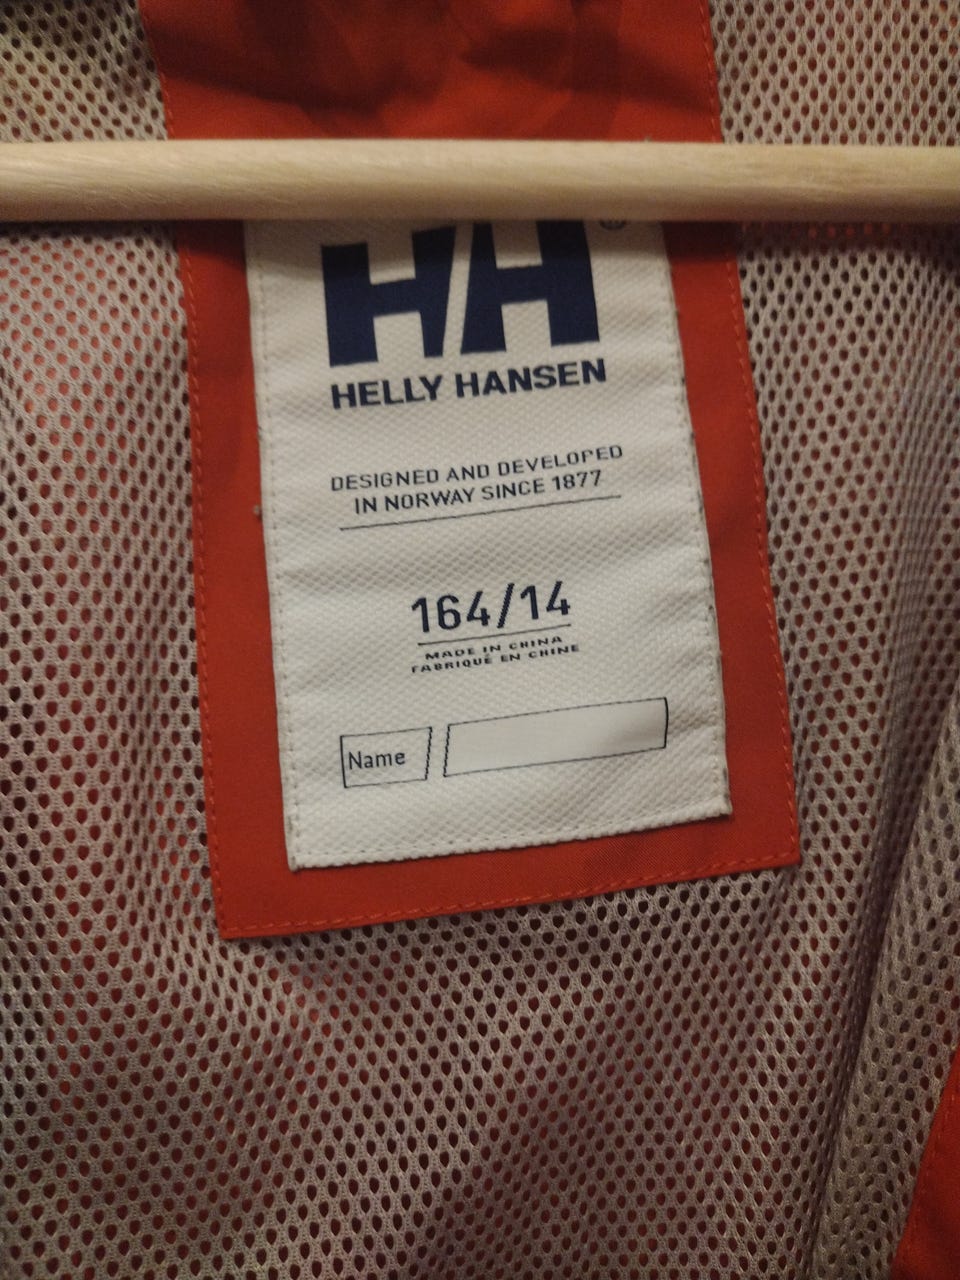 HH
HELLY HANSEN
DESIGNED AND DEVELOPED
IN NORWAY SINCE 1877
164/14
MADE IN CHINA
FABRIQUÉ EN CHINE
Name